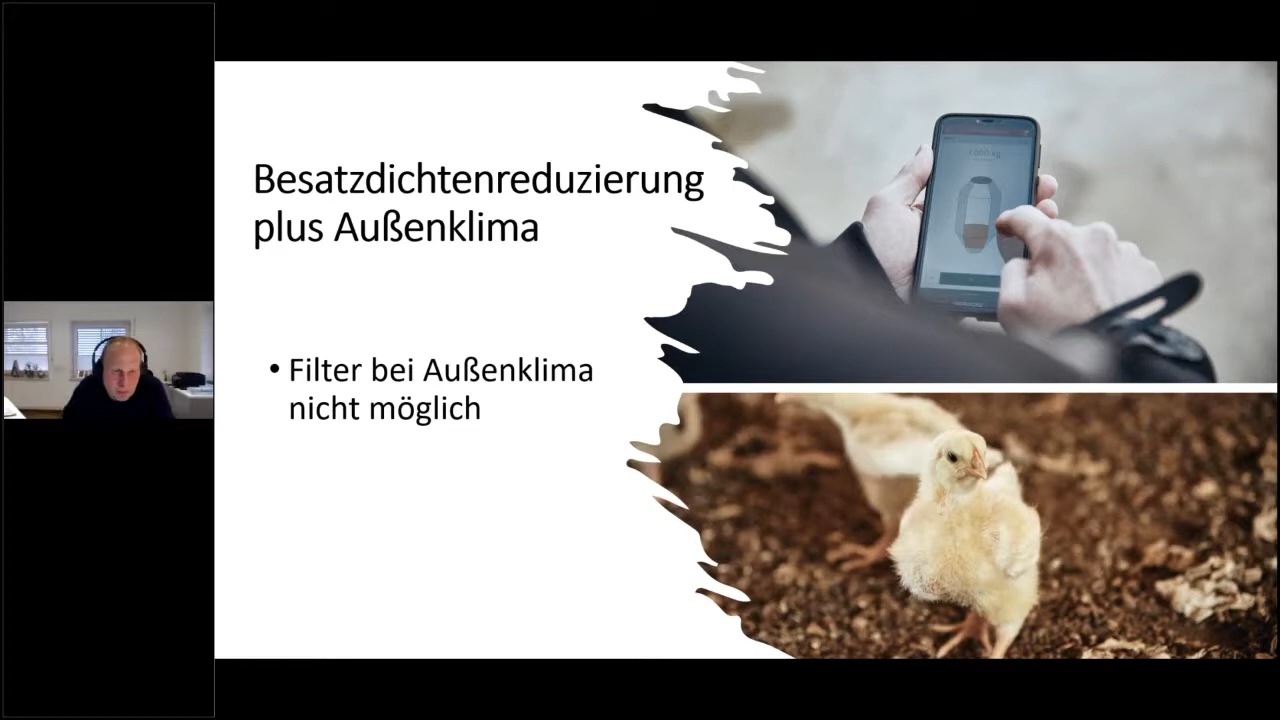 Besatzdichtenreduzierung
plus Außenklima
• Filter bei Außenklima
nicht möglich